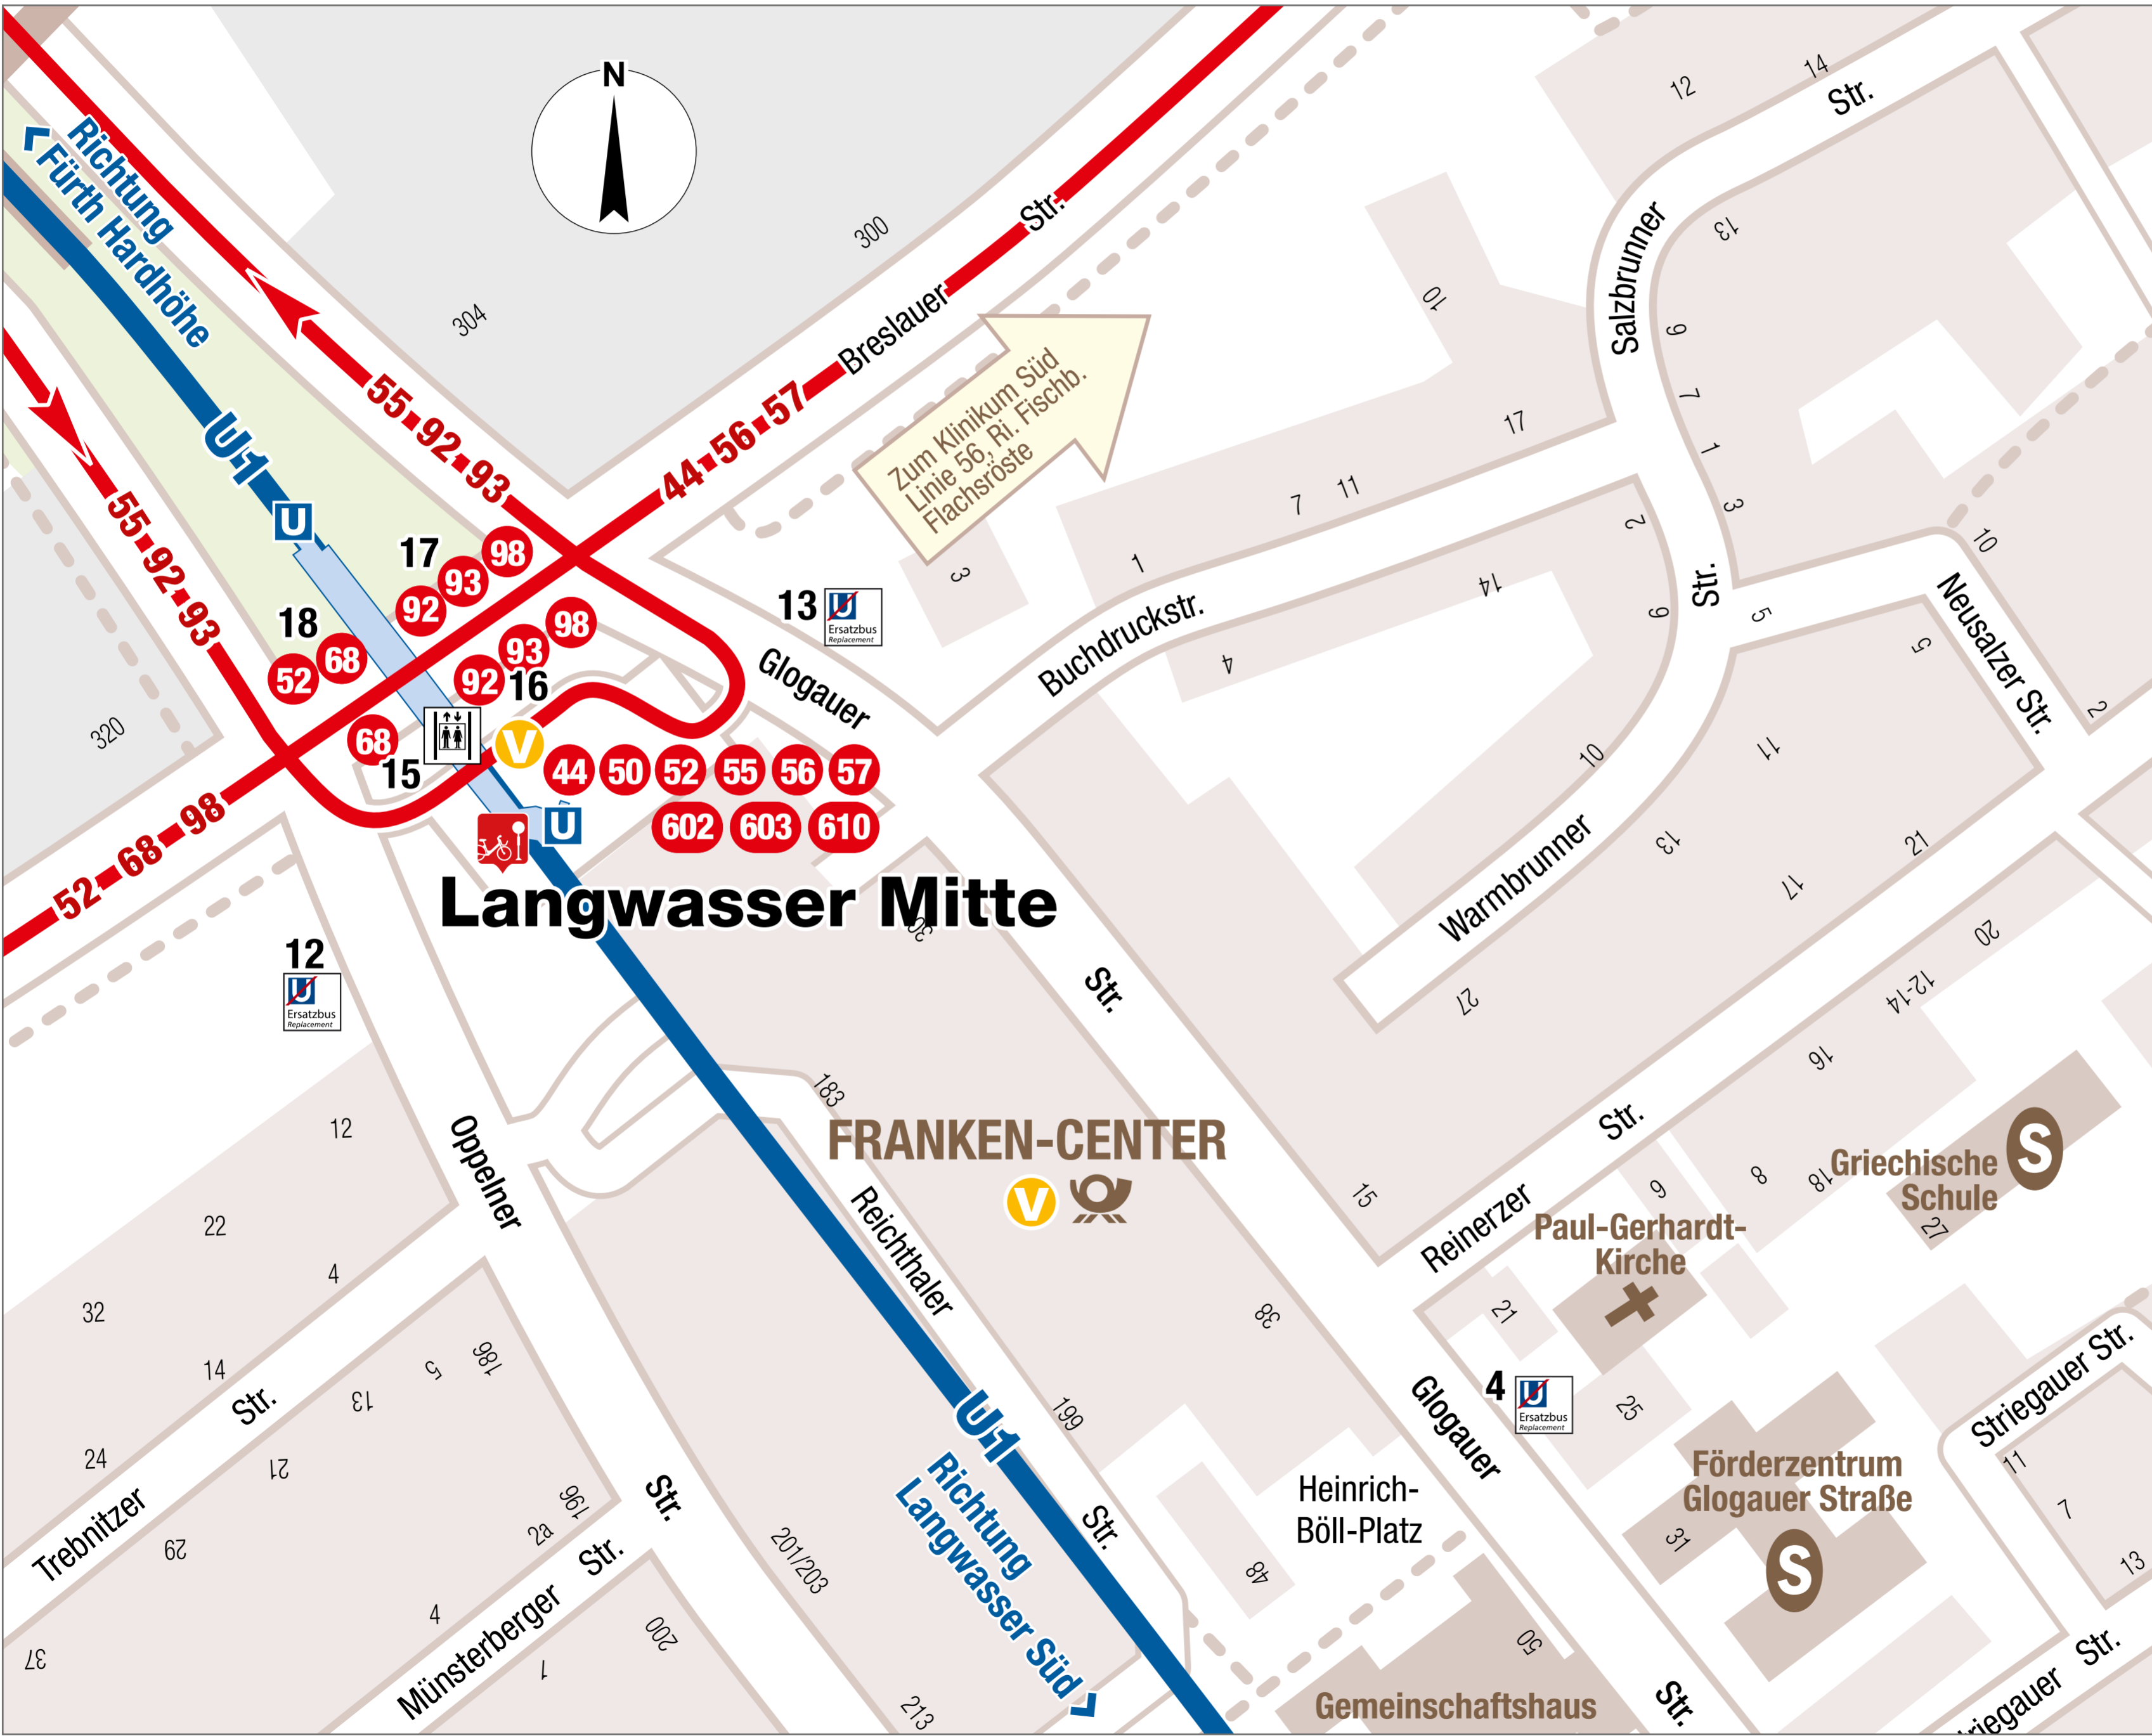 N
Richtung
Fürth Hardhöhe
U1
U
55 92 93
55 92 93
44 56 57
52 68 98
Breslauer Str.
300
304
320
Zum Klinikum Süd
Linie 56, Ri. Fischb.
Flachsröste
17
92 93 98
18
52 68
16
92 93 98
15
68
V
44 50 52 55 56 57
602 603 610
U
Langwasser Mitte
13
U
Ersatzbus
Replacement
12
U
Ersatzbus
Replacement
4
U
Ersatzbus
Replacement
12
14
Salzbrunner Str.
Str.
13
9
7
1
3
10
17
11
7
1
3
Buchdruckstr.
4
14
2
6
10
5
10
5
2
Neusalzer Str.
Warmbrunner
11
13
17
21
27
15
Glogauer
Str.
30
38
Reinerzer Str.
20
12-14
16
18
8
6
Griechische
Schule
S
27
Paul-Gerhardt-
Kirche
21
25
Glogauer
Str.
Förderzentrum
Glogauer Straße
S
31
Striegauer Str.
11
7
13
riegauer Str.
FRANKEN-CENTER
V
183
199
Reichthaler
Str.
U1
Richtung
Langwasser Süd
Heinrich-
Böll-Platz
48
50
Gemeinschaftshaus
Oppelner
Str.
12
22
32
4
14
24
Trebnitzer Str.
5
13
21
29
37
186
196
2a
4
Münsterberger Str.
1
200
201/203
213